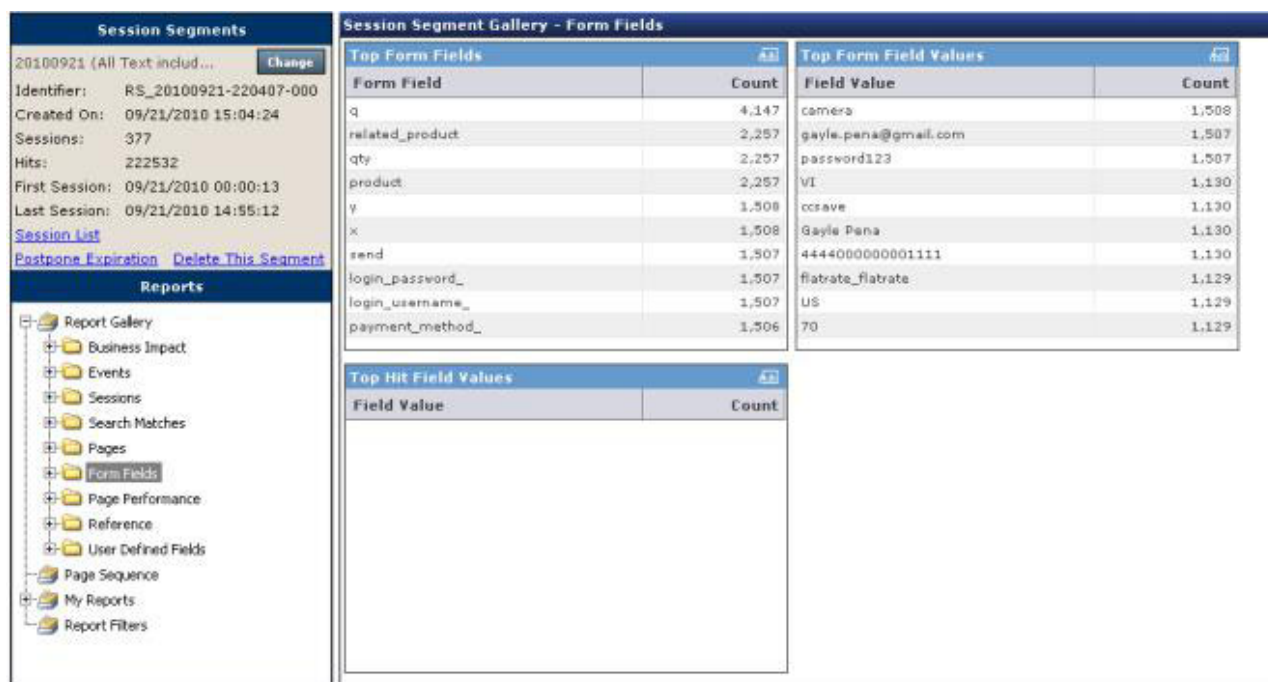 Session Segments
20100921 (All Text includ... Change
Identifier: RS_20100921-220407-000
Created On: 09/21/2010 15:04:24
Sessions: 377
Hits: 222532
First Session: 09/21/2010 00:00:13
Last Session: 09/21/2010 14:55:12
Session List
Postpone Expiration Delete This Segment
Reports
Report Gallery
Business Impact
Events
Sessions
Search Matches
Pages
Form Fields
Page Performance
Reference
User Defined Fields
Page Sequence
My Reports
Report Filters
Session Segment Gallery - Form Fields
Top Form Fields
Form Field Count
q 4,147
related_product 2,257
qty 2,257
product 2,257
y 1,508
x 1,508
send 1,507
login_password_ 1,507
login_username_ 1,507
payment_method_ 1,506
Top Form Field Values
Field Value Count
camera 1,508
gayle.pena@gmail.com 1,507
password123 1,507
VI 1,130
ccsave 1,130
Gayle Pena 1,130
4444000000001111 1,130
flatrate_flatrate 1,129
US 1,129
70 1,129
Top Hit Field Values
Field Value Count